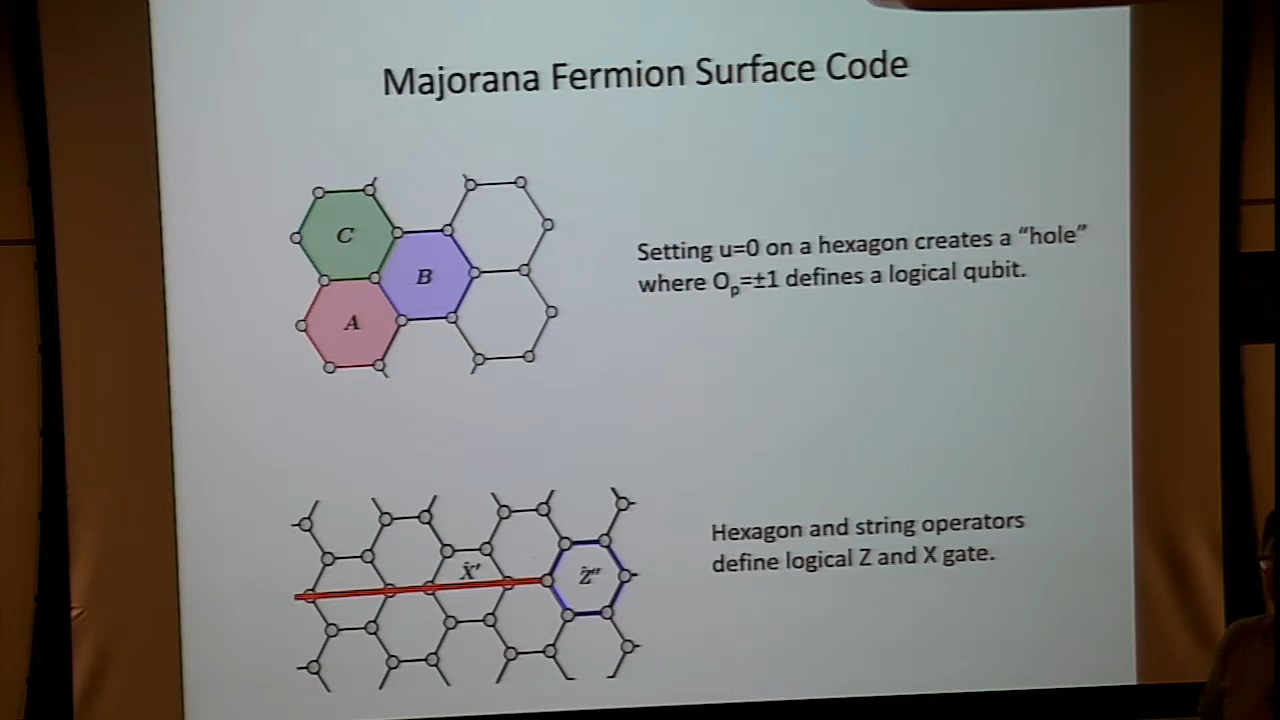 Majorana Fermion Surface Code
C
B
A
Setting u=0 on a hexagon creates a “hole”
where Oₚ=±1 defines a logical qubit.
X̂′
Ẑ″
Hexagon and string operators
define logical Z and X gate.